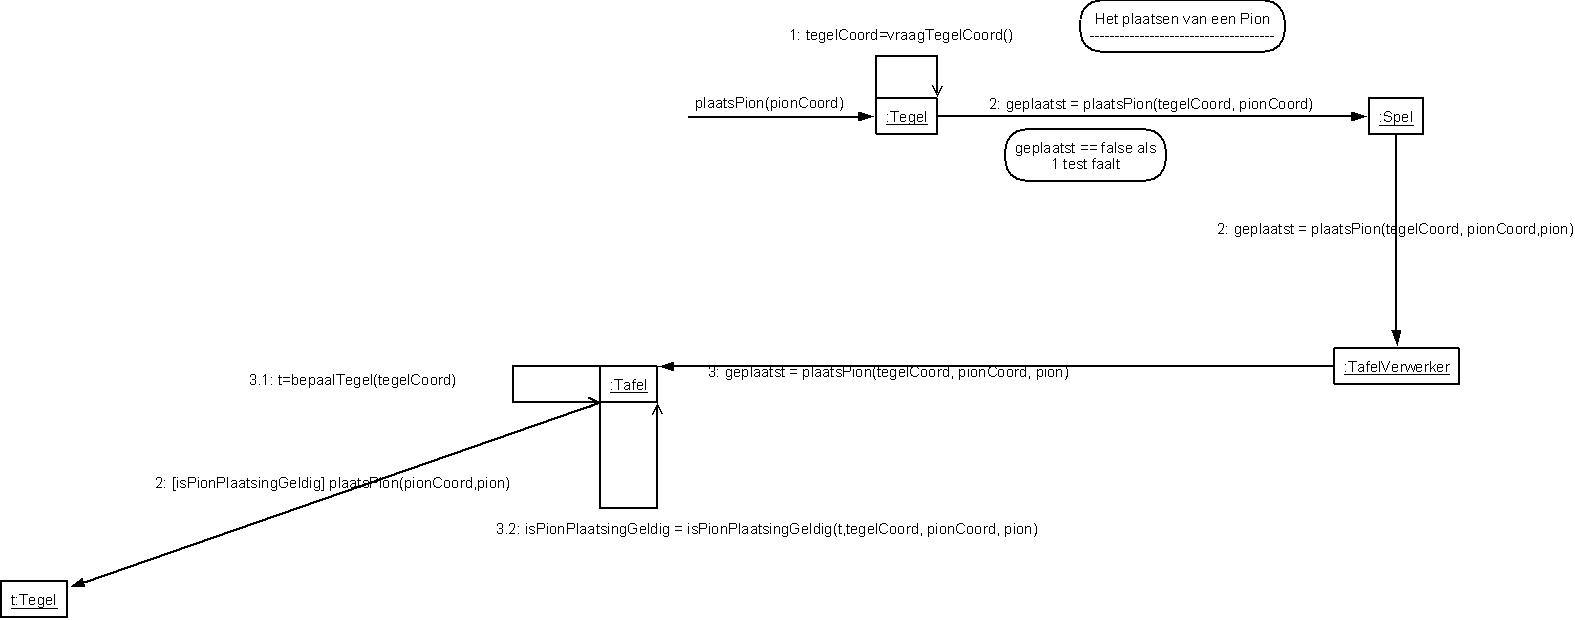 Het plaatsen van een Pion
-------------------------------------
1: tegelCoord=vraagTegelCoord()
plaatsPion(pionCoord)
:Tegel
2: geplaatst = plaatsPion(tegelCoord, pionCoord)
:Spel
geplaatst == false als
1 test faalt
2: geplaatst = plaatsPion(tegelCoord, pionCoord,pion)
:TafelVerwerker
3: geplaatst = plaatsPion(tegelCoord, pionCoord, pion)
3.1: t=bepaalTegel(tegelCoord)
:Tafel
2: [isPionPlaatsingGeldig] plaatsPion(pionCoord,pion)
3.2: isPionPlaatsingGeldig = isPionPlaatsingGeldig(t,tegelCoord, pionCoord, pion)
t:Tegel